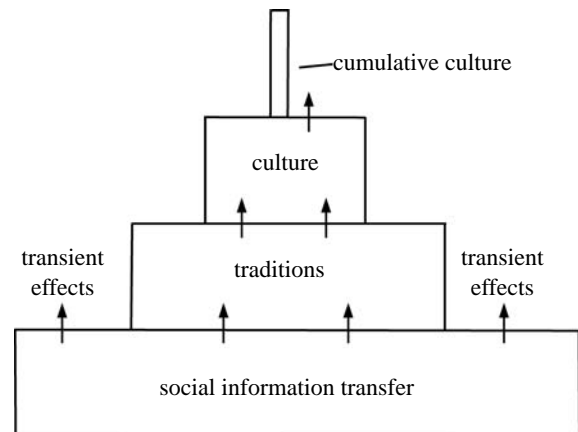 cumulative culture
culture
transient
effects
traditions
transient
effects
social information transfer